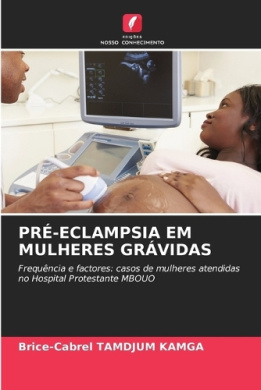 edições
NOSSO CONHECIMENTO
PRÉ-ECLAMPSIA EM
MULHERES GRÁVIDAS
Frequência e factores: casos de mulheres atendidas
no Hospital Protestante MBOUO
Brice-Cabrel TAMDJUM KAMGA